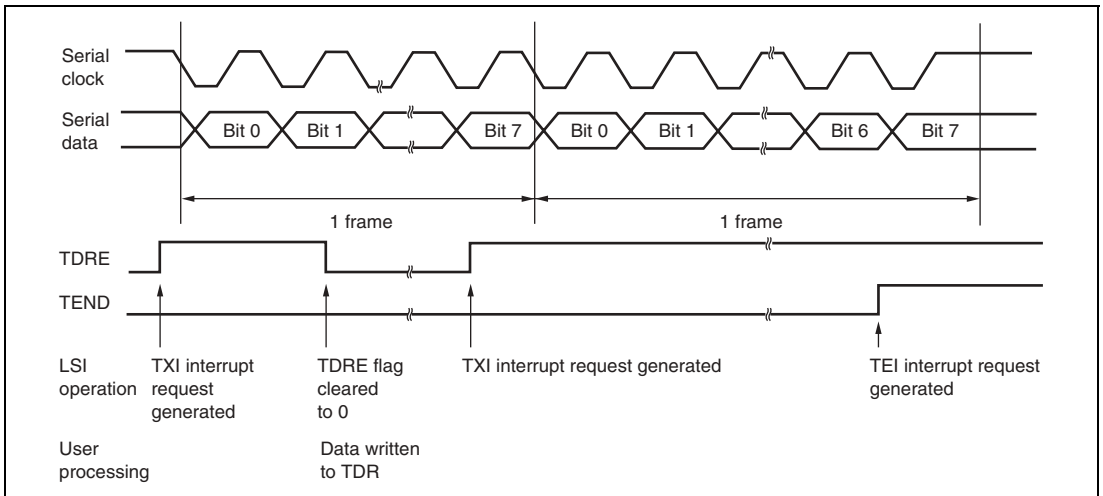 Serial
clock
Serial
data
Bit 0
Bit 1
Bit 7
Bit 0
Bit 1
Bit 6
Bit 7
1 frame
1 frame
TDRE
TEND
LSI
operation
TXI interrupt
request
generated
TDRE flag
cleared
to 0
TXI interrupt request generated
TEI interrupt request
generated
User
processing
Data written
to TDR